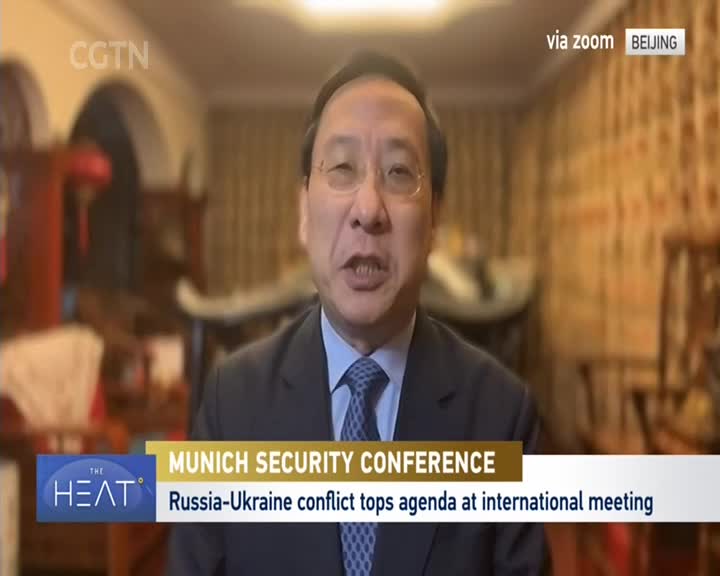 CGTN
via zoom
BEIJING
MUNICH SECURITY CONFERENCE
THE
HEAT
Russia-Ukraine conflict tops agenda at international meeting